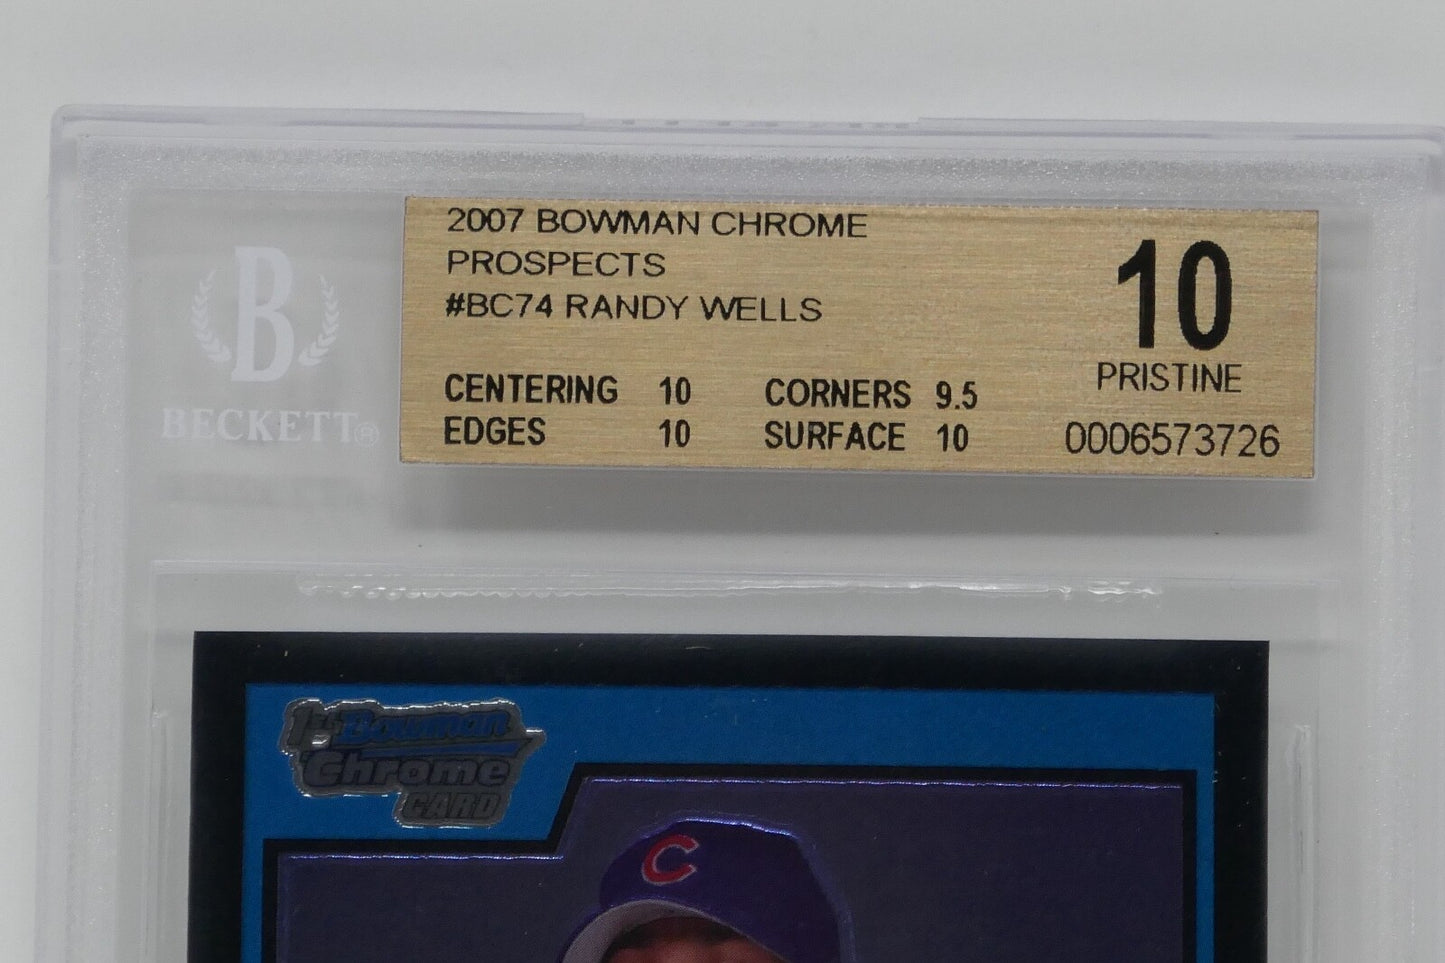 2007 BOWMAN CHROME
PROSPECTS
#BC74 RANDY WELLS
CENTERING 10 CORNERS 9.5
EDGES 10 SURFACE 10
10
PRISTINE
0006573726
B
BECKETT®
1st Bowman
Chrome
CARD
C